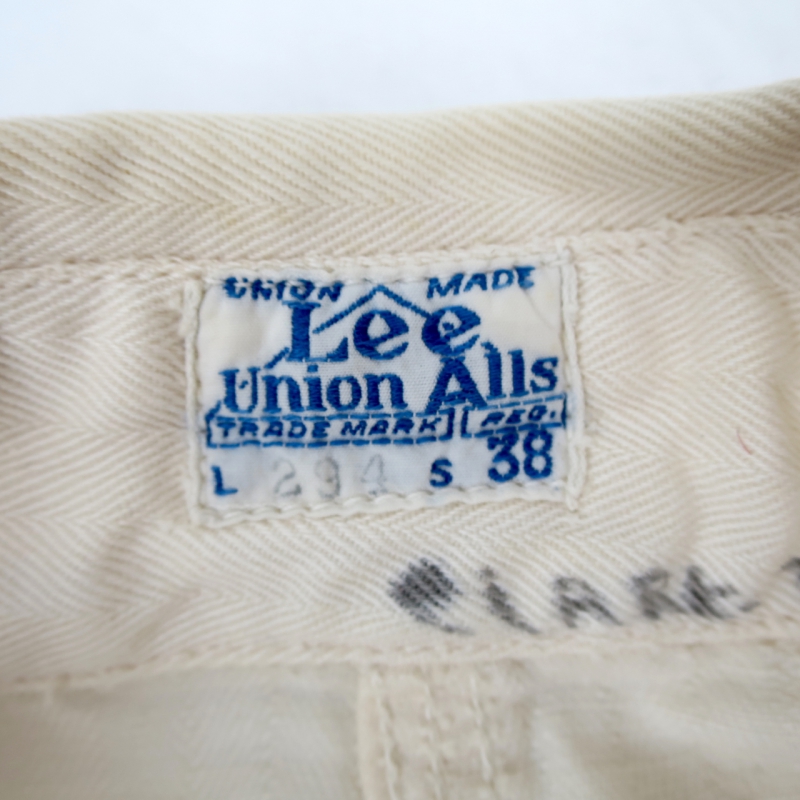 UNION MADE
Lee
Union Alls
TRADE MARK REG.
L 294 S 38